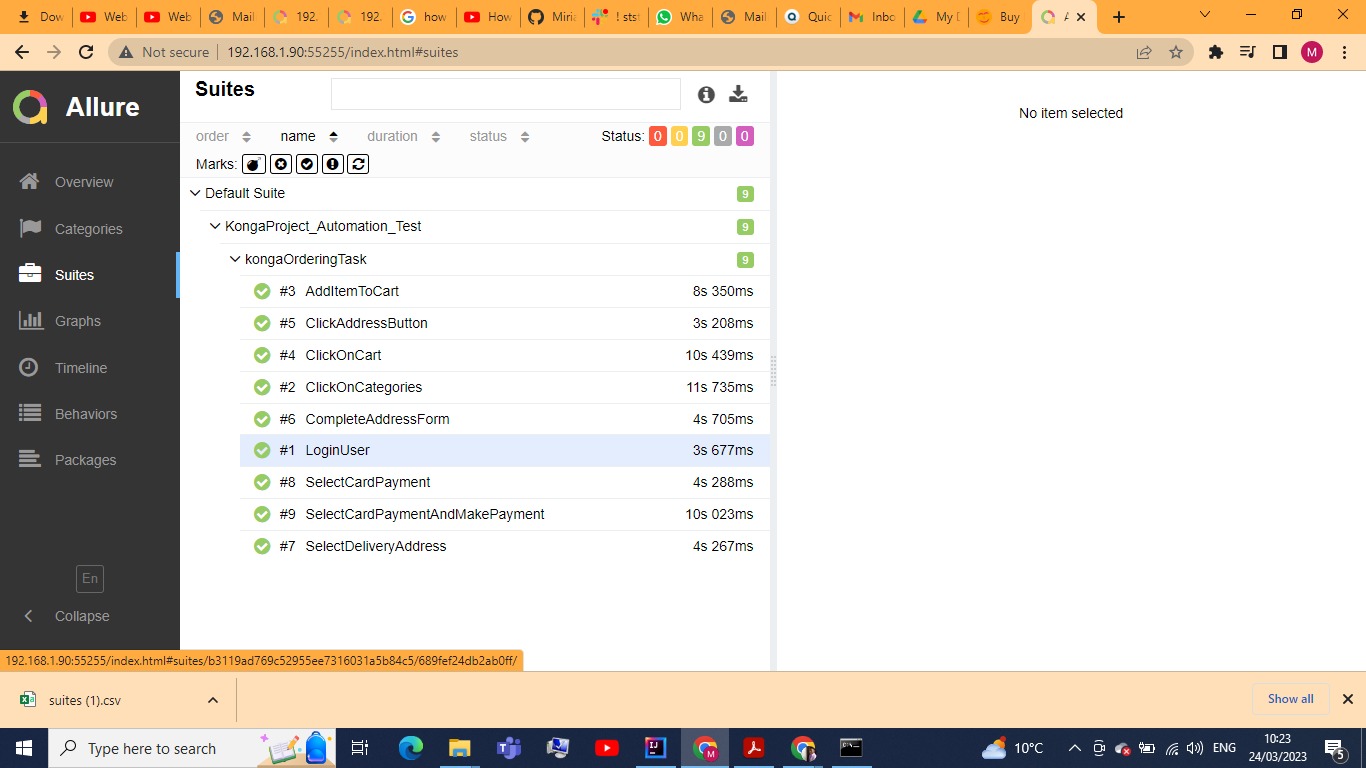 Dow
Web
Web
Mail
192.
192.
how
How
Miria
! stst
Wha
Mail
Quic
Inbo
My D
Buy
Not secure
192.168.1.90:55255/index.html#suites
M
Allure
Overview
Categories
Suites
Graphs
Timeline
Behaviors
Packages
En
Collapse
Suites
order name duration status Status: 0 0 9 0 0
Marks:
Default Suite 9
KongaProject_Automation_Test 9
kongaOrderingTask 9
#3 AddItemToCart 8s 350ms
#5 ClickAddressButton 3s 208ms
#4 ClickOnCart 10s 439ms
#2 ClickOnCategories 11s 735ms
#6 CompleteAddressForm 4s 705ms
#1 LoginUser 3s 677ms
#8 SelectCardPayment 4s 288ms
#9 SelectCardPaymentAndMakePayment 10s 023ms
#7 SelectDeliveryAddress 4s 267ms
No item selected
192.168.1.90:55255/index.html#suites/b3119ad769c52955ee7316031a5b84c5/689fef24db2ab0ff/
suites (1).csv
Show all
Type here to search
10°C
ENG
10:23
24/03/2023
5